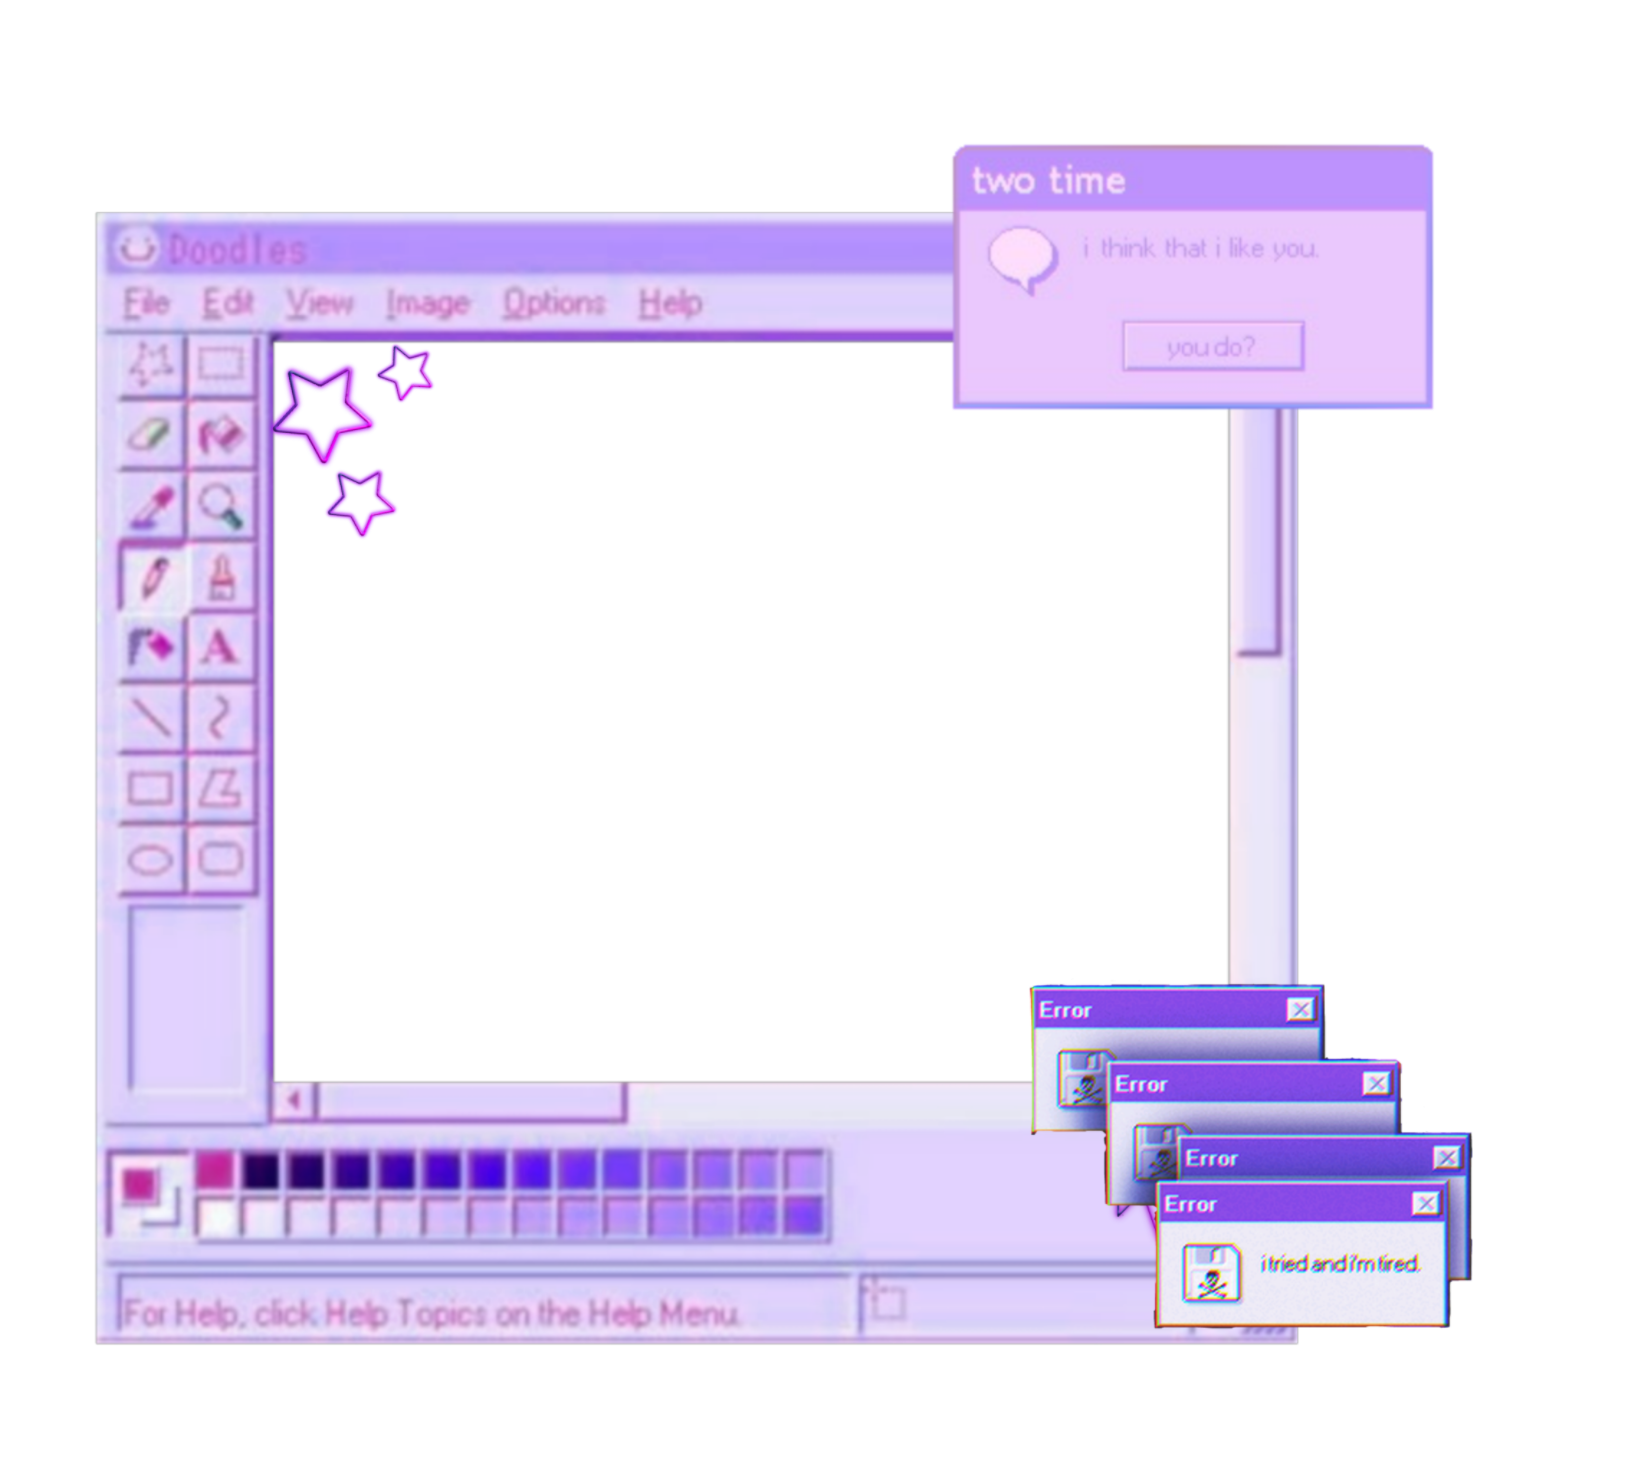 two time
i think that i like you.
you do?
Doodles
File Edit View Image Options Help
A
Error
Error
Error
Error
i tried and i'm tired.
For Help, click Help Topics on the Help Menu.